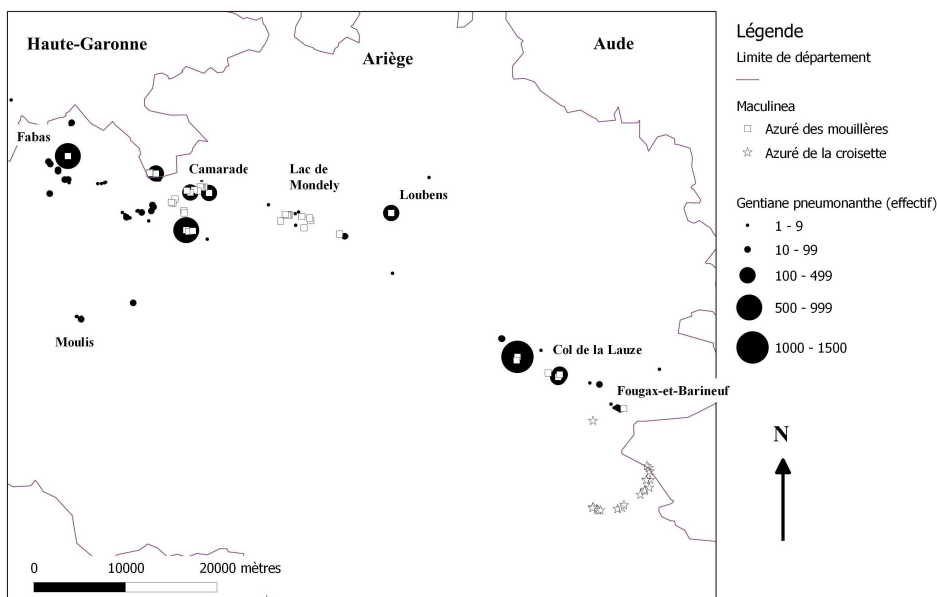 Haute-Garonne
Ariège
Aude
Fabas
Camarade
Lac de
Mondely
Loubens
Moulis
Col de la Lauze
Fougax-et-Barineuf
0 10000 20000 mètres
Légende
Limite de département
Maculinea
Azuré des mouillères
Azuré de la croisette
Gentiane pneumonanthe (effectif)
1 - 9
10 - 99
100 - 499
500 - 999
1000 - 1500
N